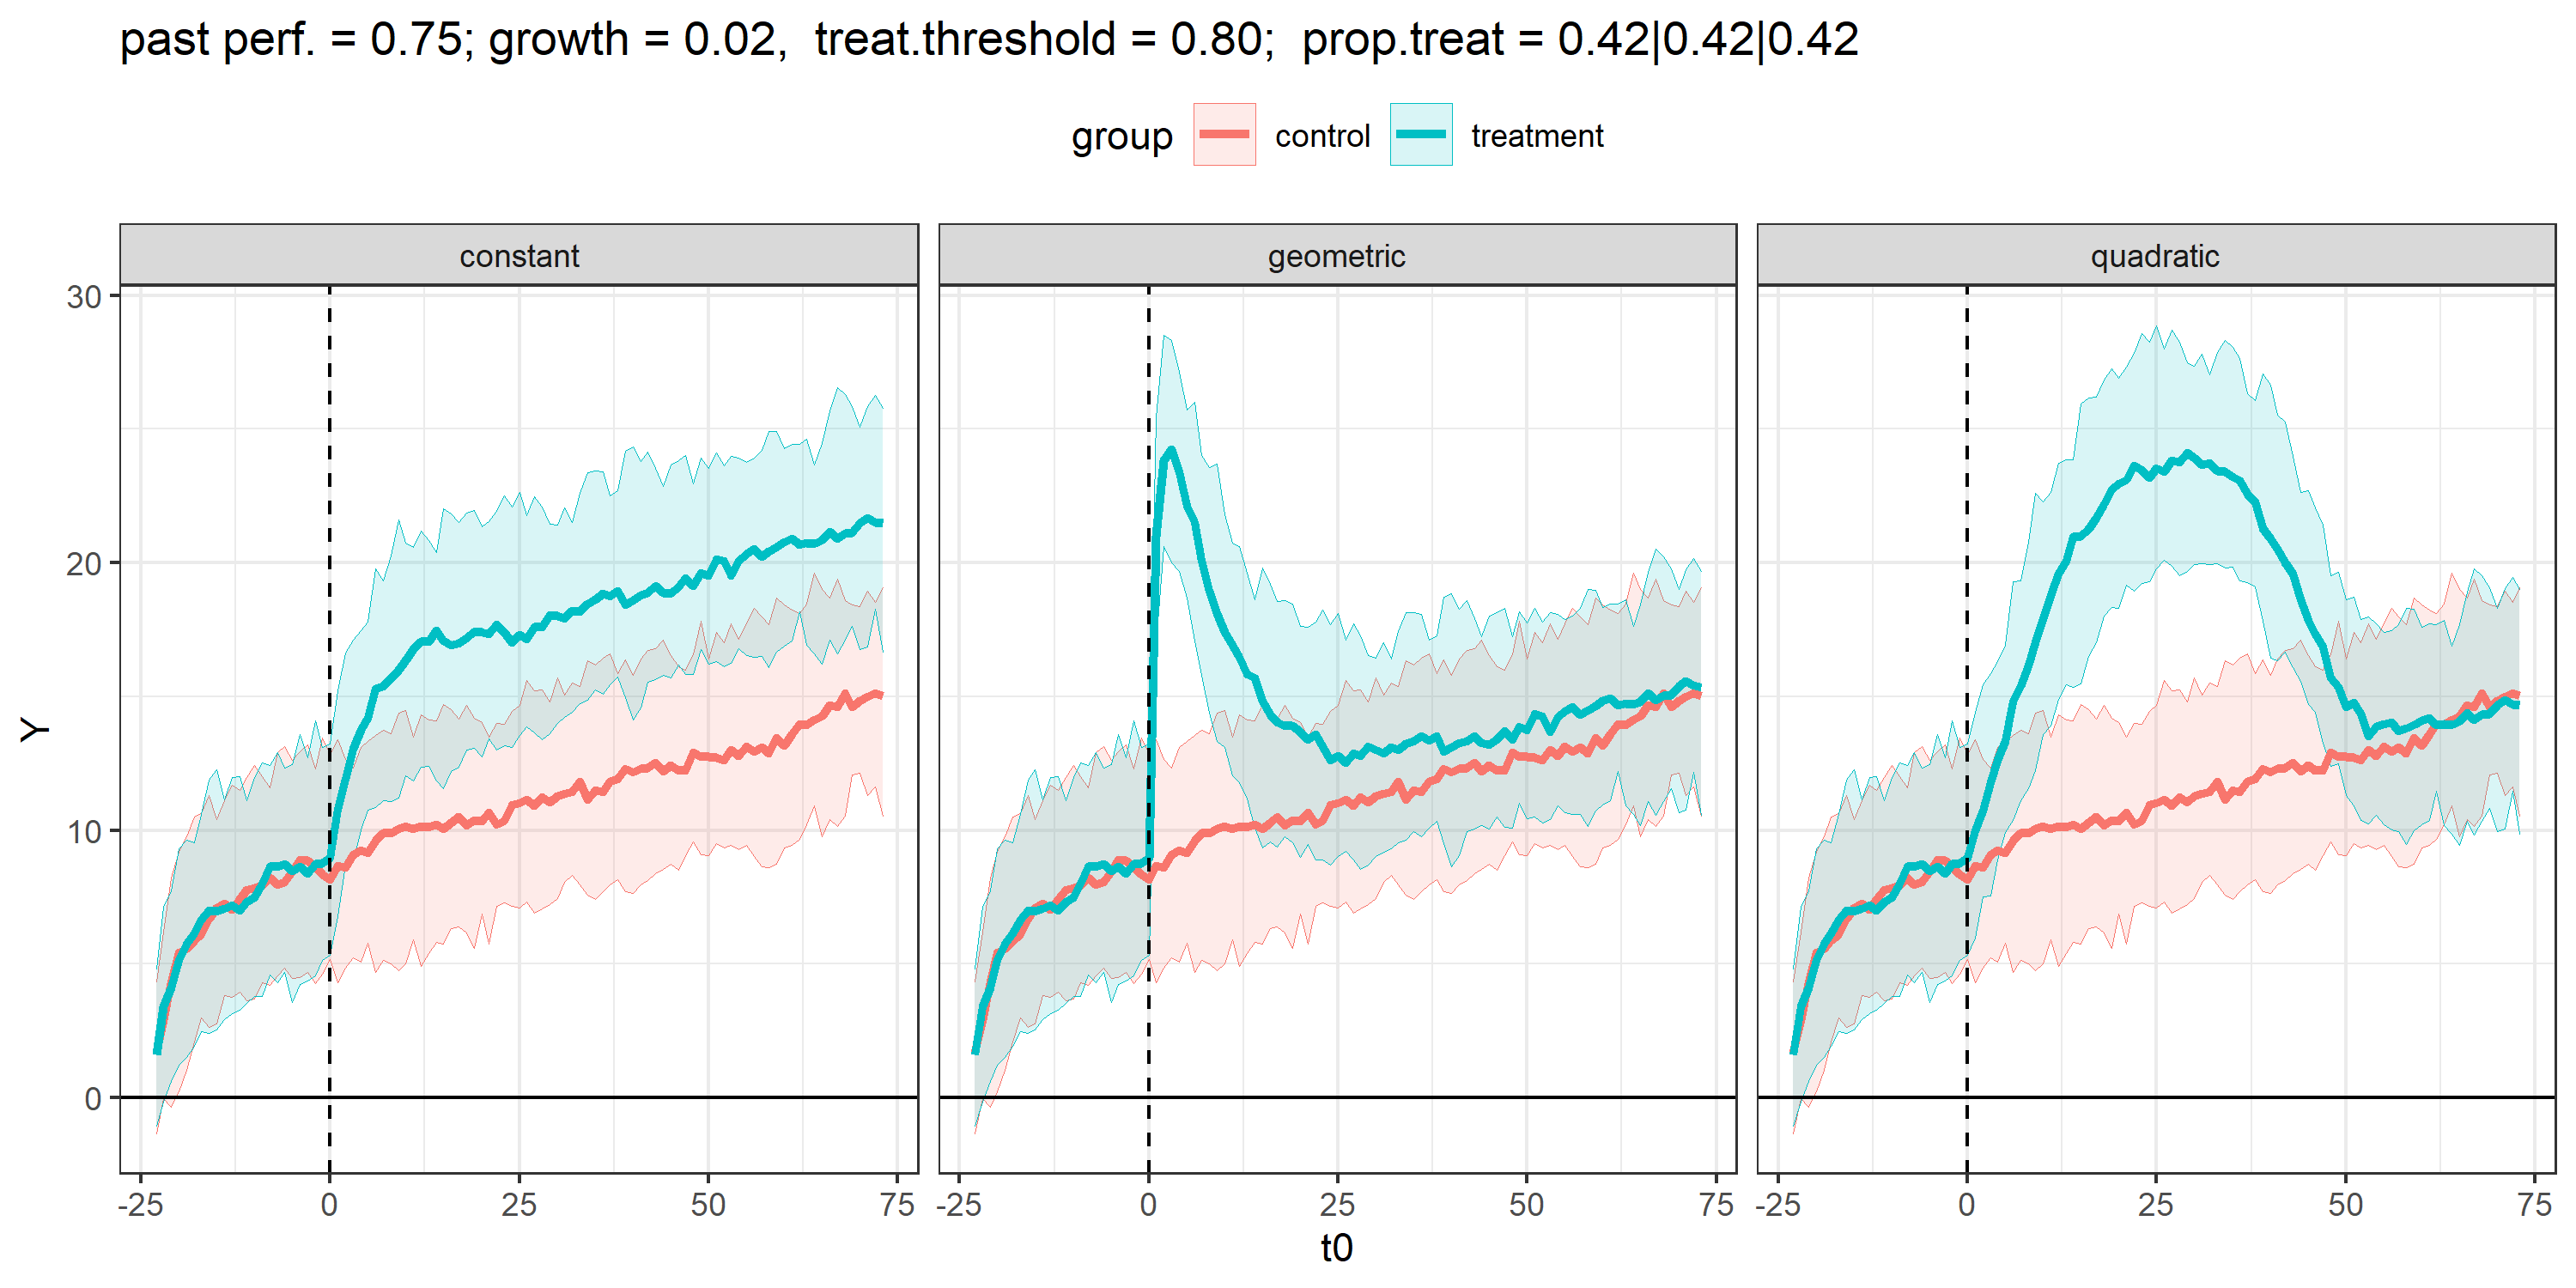 past perf. = 0.75; growth = 0.02,  treat.threshold = 0.80;  prop.treat = 0.42|0.42|0.42
group control treatment
constant geometric quadratic
30
20
10
0
Y
-25 0 25 50 75 -25 0 25 50 75 -25 0 25 50 75
t0